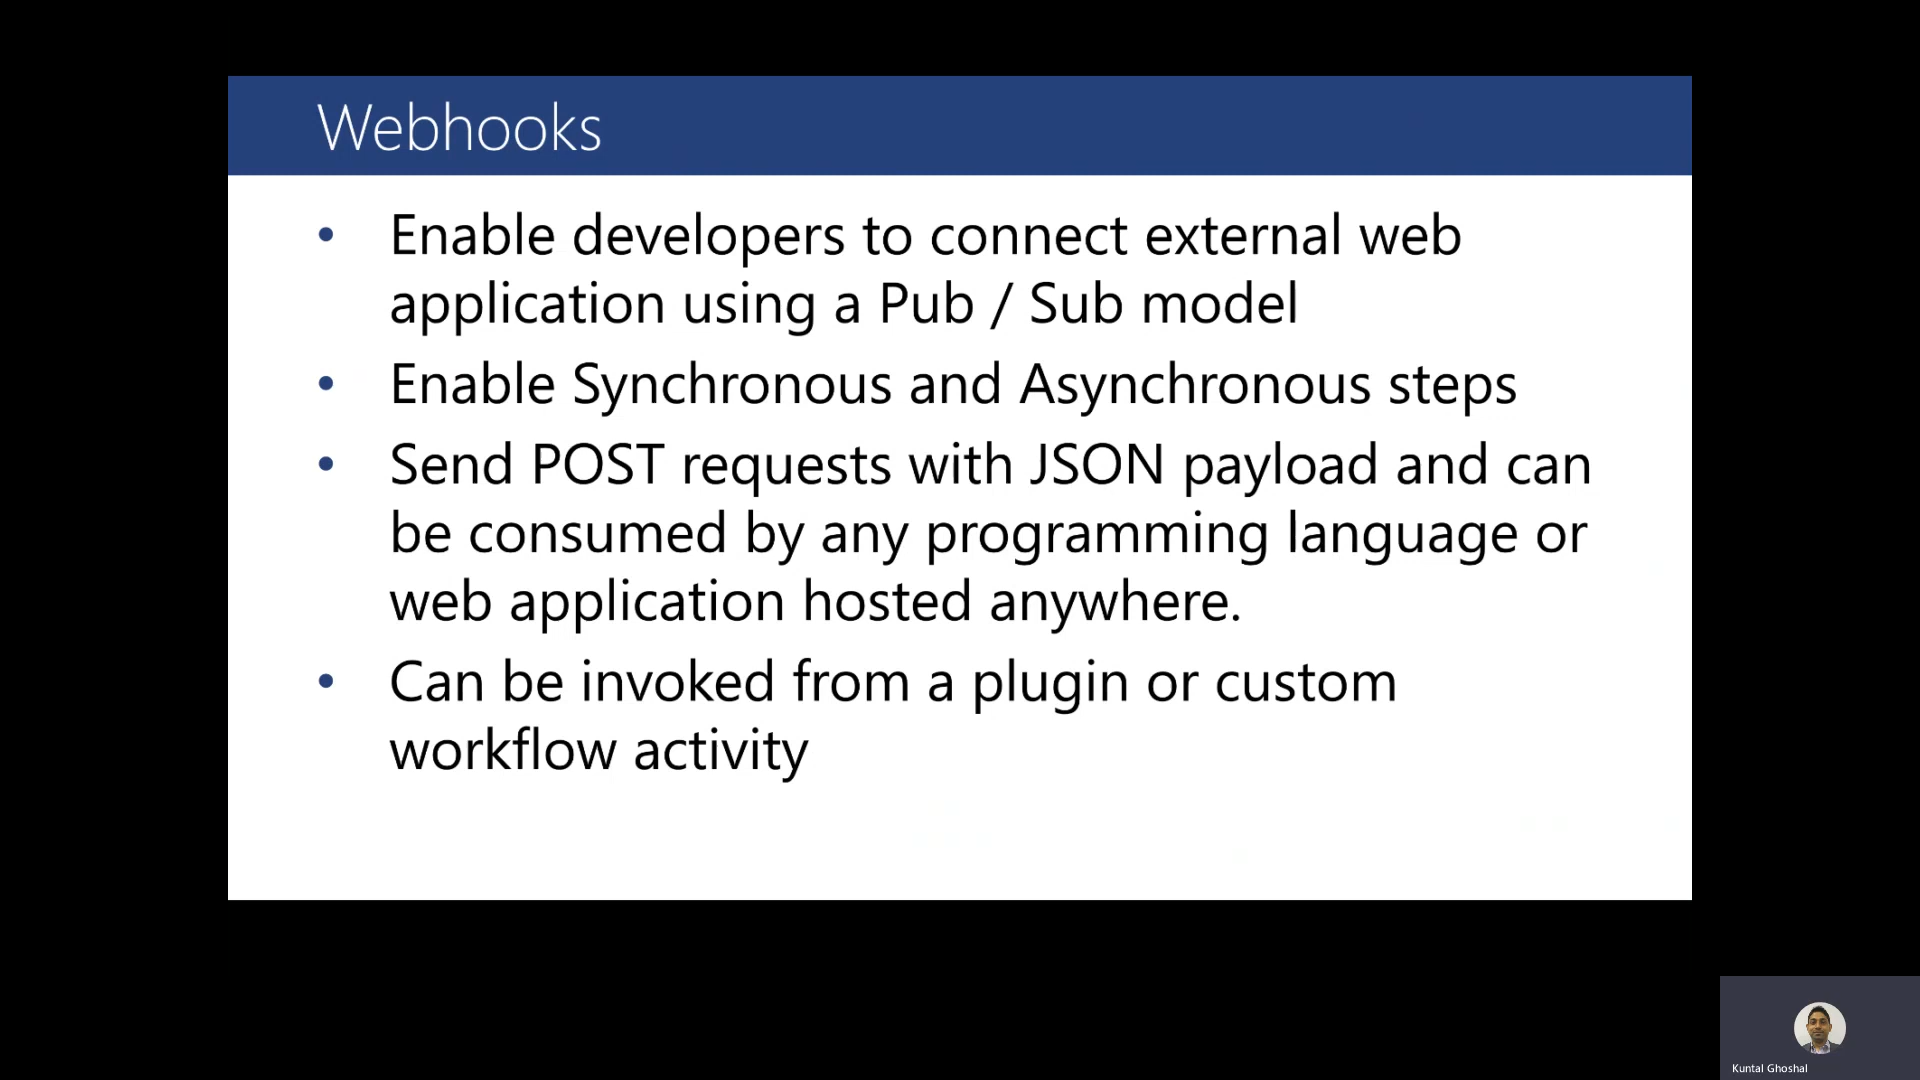 Webhooks
• Enable developers to connect external web
application using a Pub / Sub model
• Enable Synchronous and Asynchronous steps
• Send POST requests with JSON payload and can
be consumed by any programming language or
web application hosted anywhere.
• Can be invoked from a plugin or custom
workflow activity
Kuntal Ghoshal